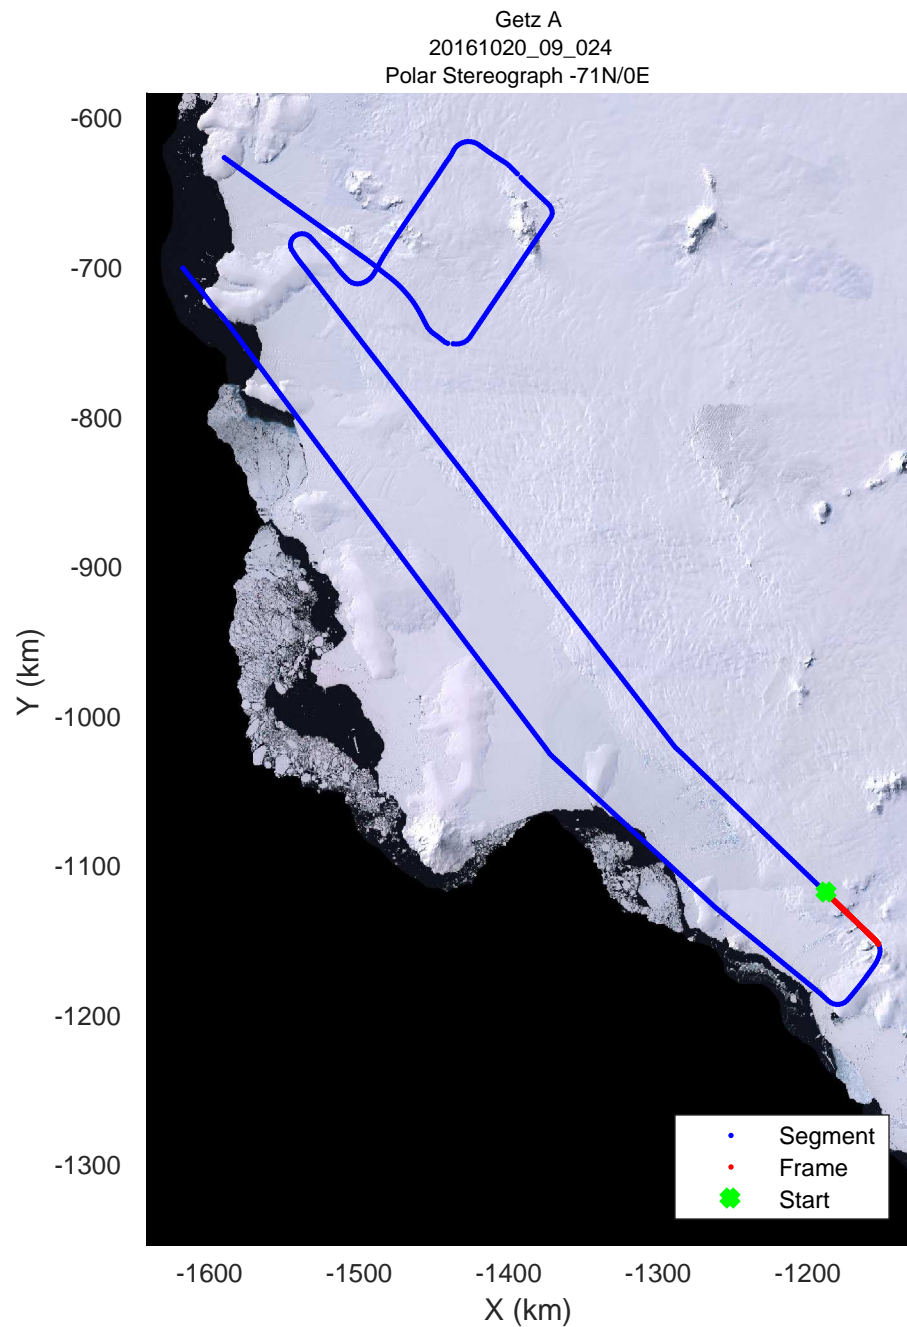 Getz A
20161020_09_024
Polar Stereograph -71N/0E
-600
-700
-800
-900
-1000
-1100
-1200
-1300
Y (km)
-1600
-1500
-1400
-1300
-1200
X (km)
Segment
Frame
Start